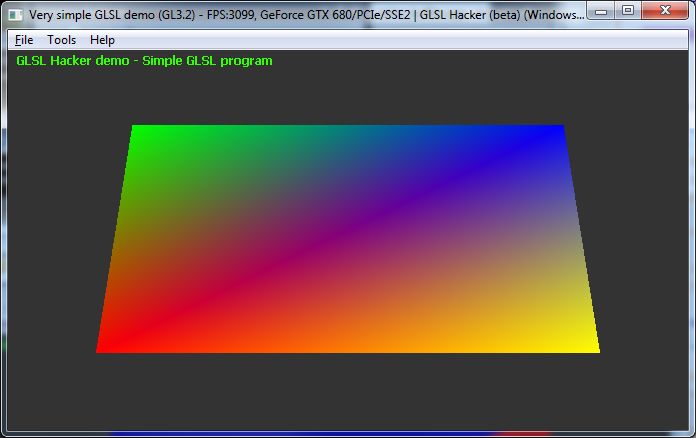 Very simple GLSL demo (GL3.2) - FPS:3099, GeForce GTX 680/PCIe/SSE2 | GLSL Hacker (beta) (Windows...
File Tools Help
GLSL Hacker demo - Simple GLSL program